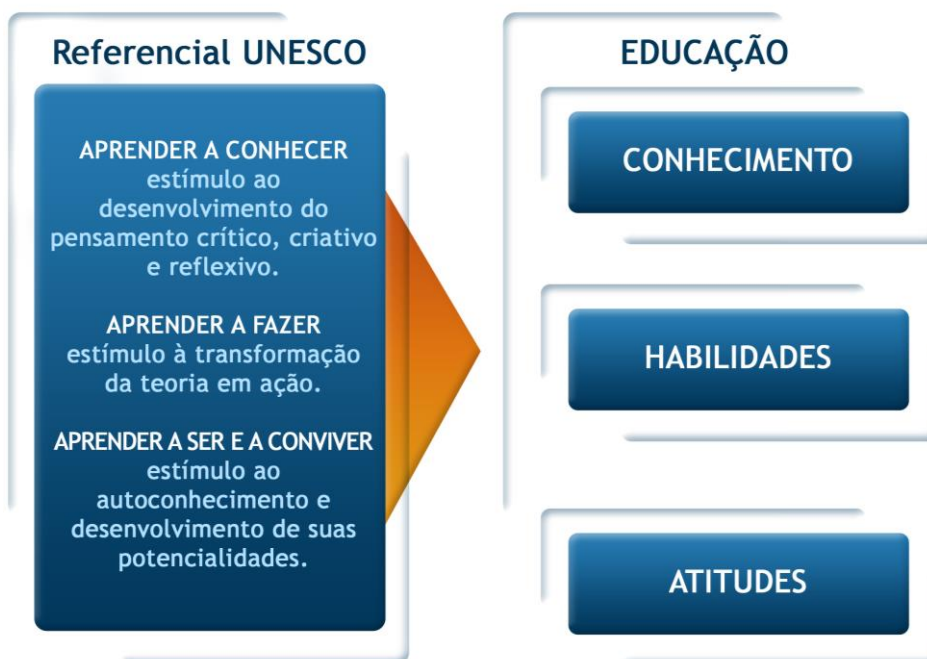 Referencial UNESCO
APRENDER A CONHECER
estímulo ao
desenvolvimento do
pensamento crítico, criativo
e reflexivo.
APRENDER A FAZER
estímulo à transformação
da teoria em ação.
APRENDER A SER E A CONVIVER
estímulo ao
autoconhecimento e
desenvolvimento de suas
potencialidades.
EDUCAÇÃO
CONHECIMENTO
HABILIDADES
ATITUDES